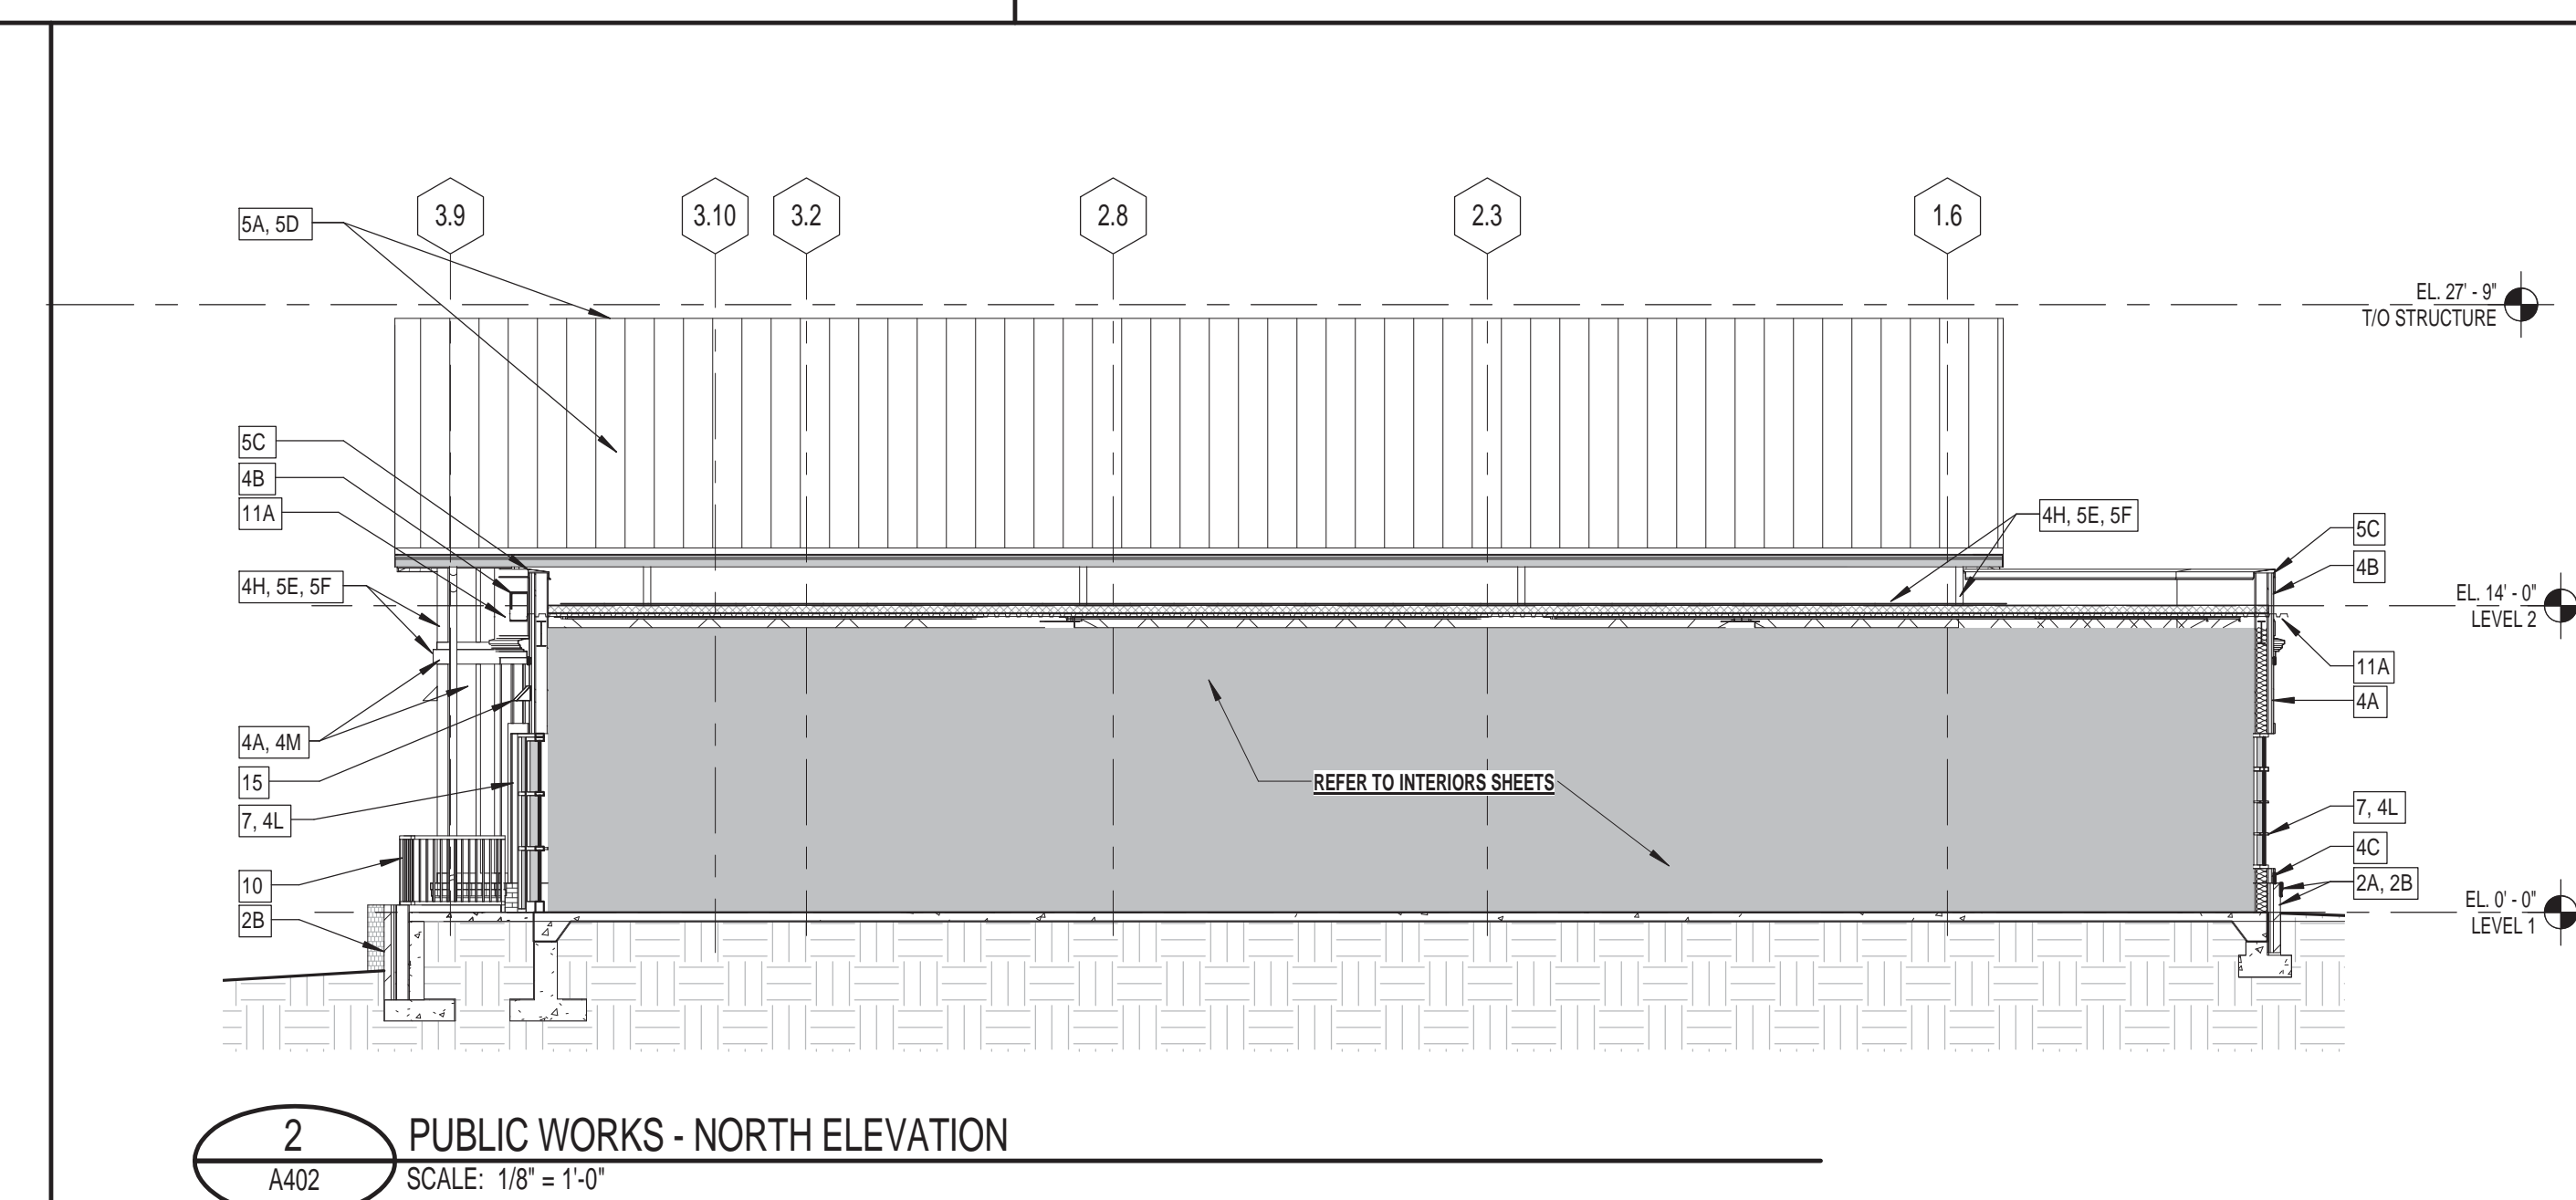 3.9
3.10
3.2
2.8
2.3
1.6
5A, 5D
EL. 27' - 9"
T/O STRUCTURE
5C
4B
11A
4H, 5E, 5F
4A, 4M
15
7, 4L
10
2B
4H, 5E, 5F
5C
4B
EL. 14' - 0"
LEVEL 2
11A
4A
REFER TO INTERIORS SHEETS
7, 4L
4C
2A, 2B
EL. 0' - 0"
LEVEL 1
2
A402
PUBLIC WORKS - NORTH ELEVATION
SCALE: 1/8" = 1'-0"